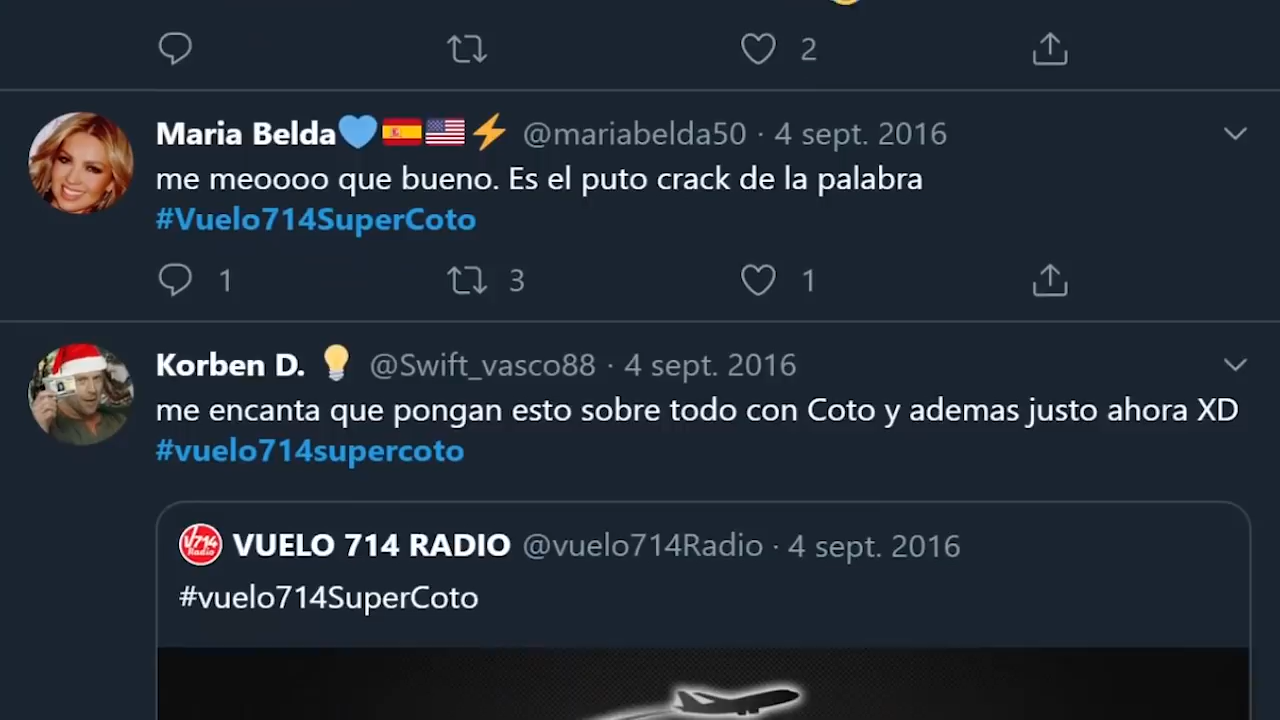 2
Maria Belda💙🇪🇸🇺🇸⚡ @mariabelda50 · 4 sept. 2016
me meoooo que bueno. Es el puto crack de la palabra
#Vuelo714SuperCoto
1 3 1
Korben D. 💡 @Swift_vasco88 · 4 sept. 2016
me encanta que pongan esto sobre todo con Coto y ademas justo ahora XD
#vuelo714supercoto
V714 Radio
VUELO 714 RADIO @vuelo714Radio · 4 sept. 2016
#vuelo714SuperCoto